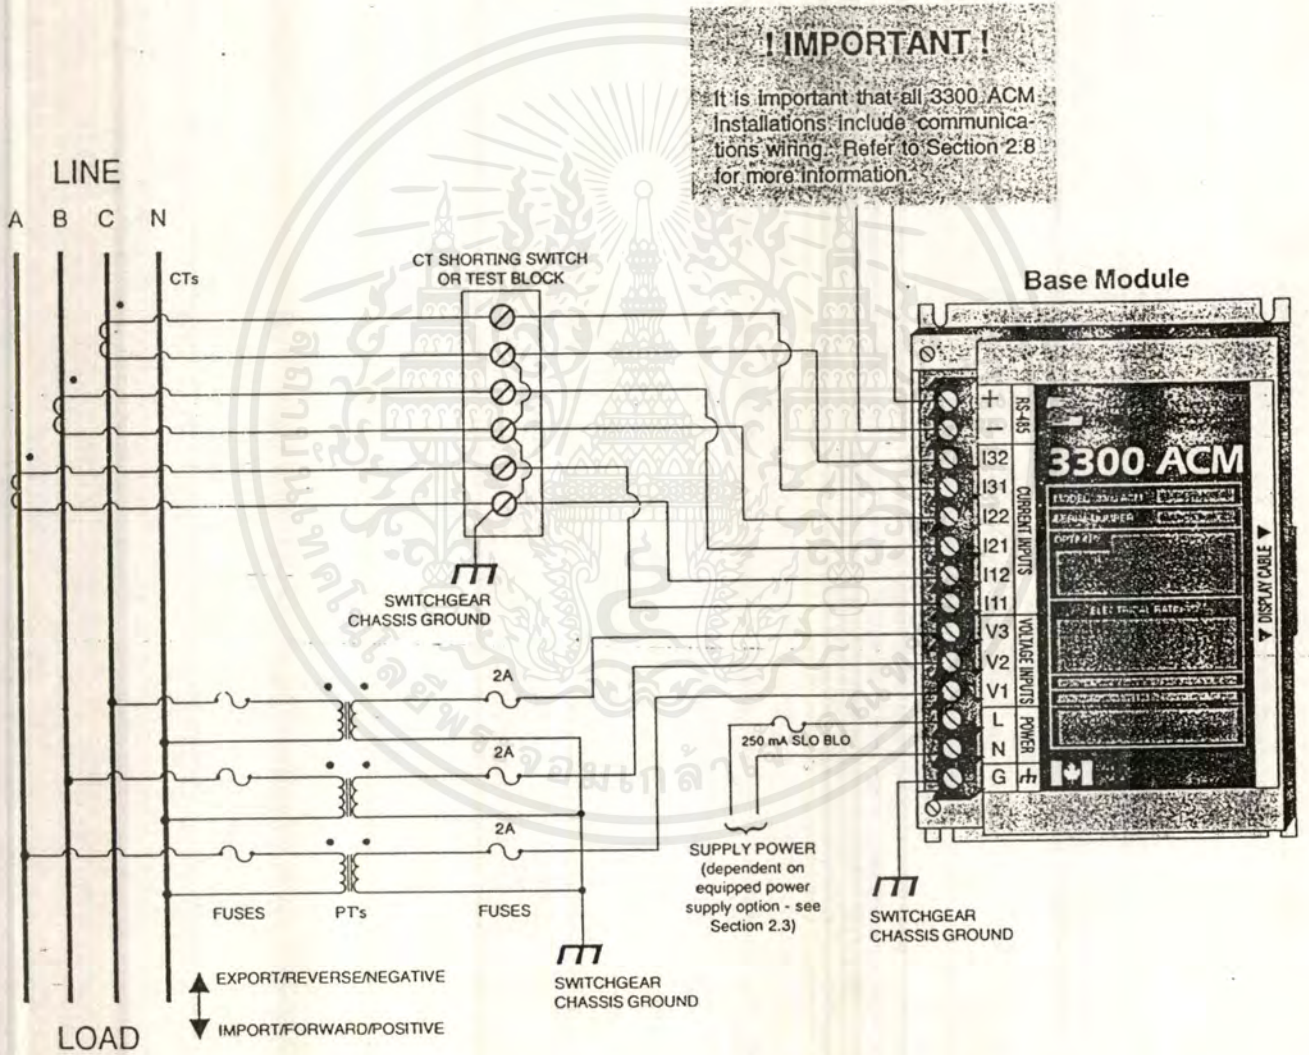 ! IMPORTANT !
It is important that all 3300 ACM
Installations include communica-
tions wiring. Refer to Section 2.8
for more information.
LINE
A B C N
CTs
CT SHORTING SWITCH
OR TEST BLOCK
Base Module
SWITCHGEAR
CHASSIS GROUND
+
−
RS-485
I32
I31
I22
I21
I12
I11
CURRENT INPUTS
V3
V2
V1
VOLTAGE INPUTS
L
N
POWER
G
3300 ACM
▼ DISPLAY CABLE ▼
2A
2A
2A
250 mA SLO BLO
SUPPLY POWER
(dependent on
equipped power
supply option - see
Section 2.3)
FUSES PT's FUSES
SWITCHGEAR
CHASSIS GROUND
SWITCHGEAR
CHASSIS GROUND
EXPORT/REVERSE/NEGATIVE
IMPORT/FORWARD/POSITIVE
LOAD